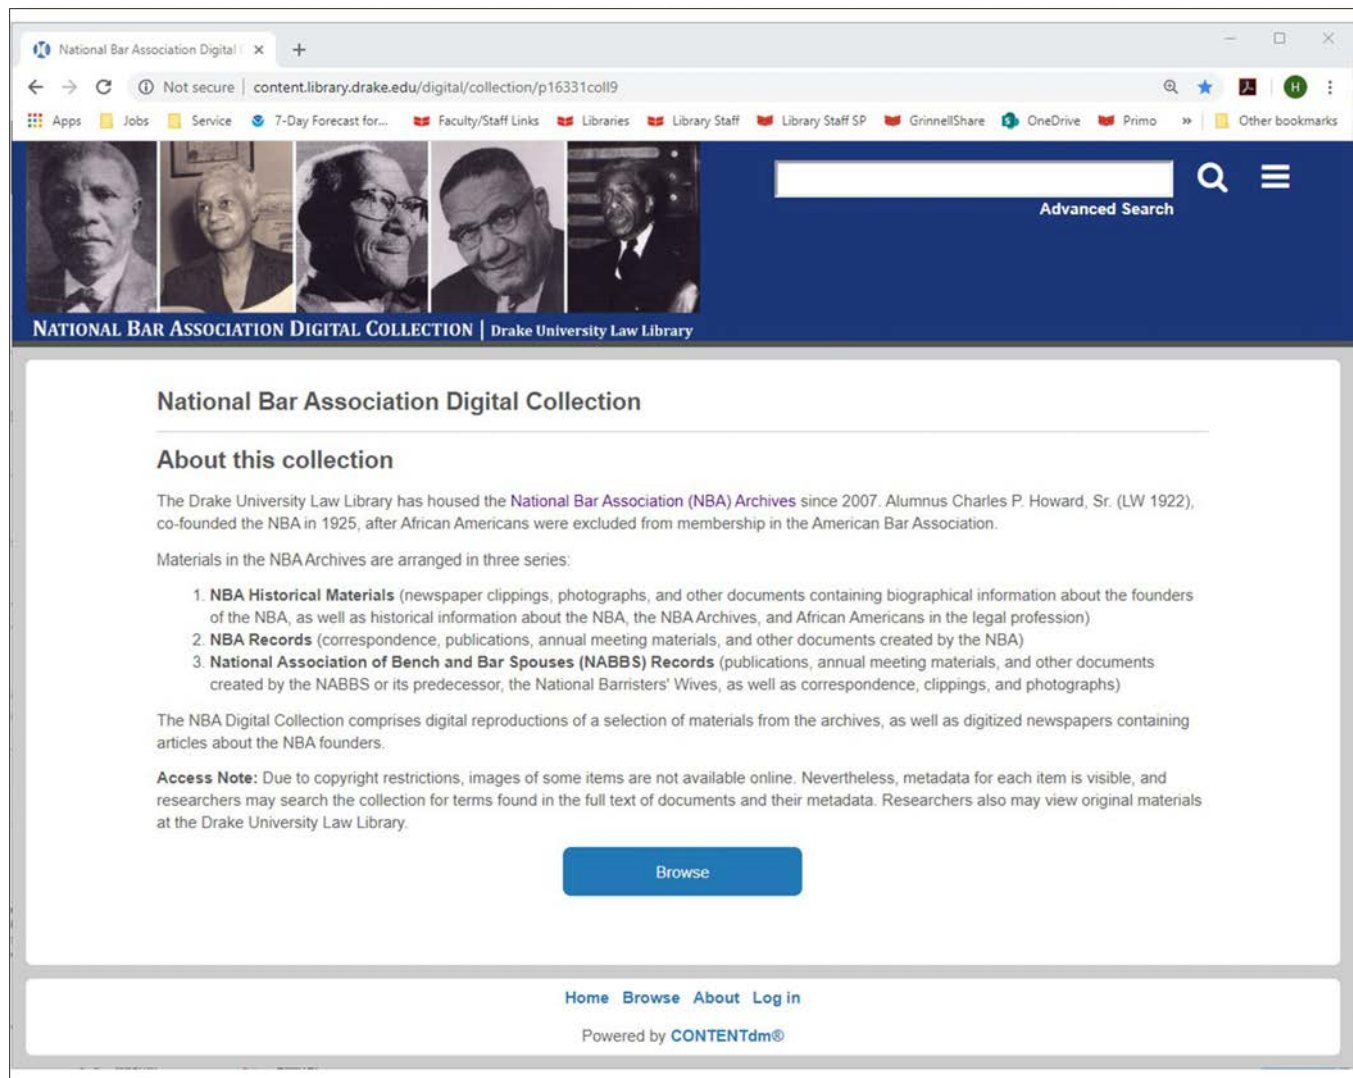 National Bar Association Digital
Not secure | content.library.drake.edu/digital/collection/p16331coll9
H
Apps Jobs Service 7-Day Forecast for... Faculty/Staff Links Libraries Library Staff Library Staff SP GrinnellShare OneDrive Primo » Other bookmarks
Advanced Search
NATIONAL BAR ASSOCIATION DIGITAL COLLECTION | Drake University Law Library
National Bar Association Digital Collection
About this collection
The Drake University Law Library has housed the National Bar Association (NBA) Archives since 2007. Alumnus Charles P. Howard, Sr. (LW 1922),
co-founded the NBA in 1925, after African Americans were excluded from membership in the American Bar Association.
Materials in the NBA Archives are arranged in three series:
1. NBA Historical Materials (newspaper clippings, photographs, and other documents containing biographical information about the founders
of the NBA, as well as historical information about the NBA, the NBA Archives, and African Americans in the legal profession)
2. NBA Records (correspondence, publications, annual meeting materials, and other documents created by the NBA)
3. National Association of Bench and Bar Spouses (NABBS) Records (publications, annual meeting materials, and other documents
created by the NABBS or its predecessor, the National Barristers' Wives, as well as correspondence, clippings, and photographs)
The NBA Digital Collection comprises digital reproductions of a selection of materials from the archives, as well as digitized newspapers containing
articles about the NBA founders.
Access Note: Due to copyright restrictions, images of some items are not available online. Nevertheless, metadata for each item is visible, and
researchers may search the collection for terms found in the full text of documents and their metadata. Researchers also may view original materials
at the Drake University Law Library.
Browse
Home Browse About Log in
Powered by CONTENTdm®